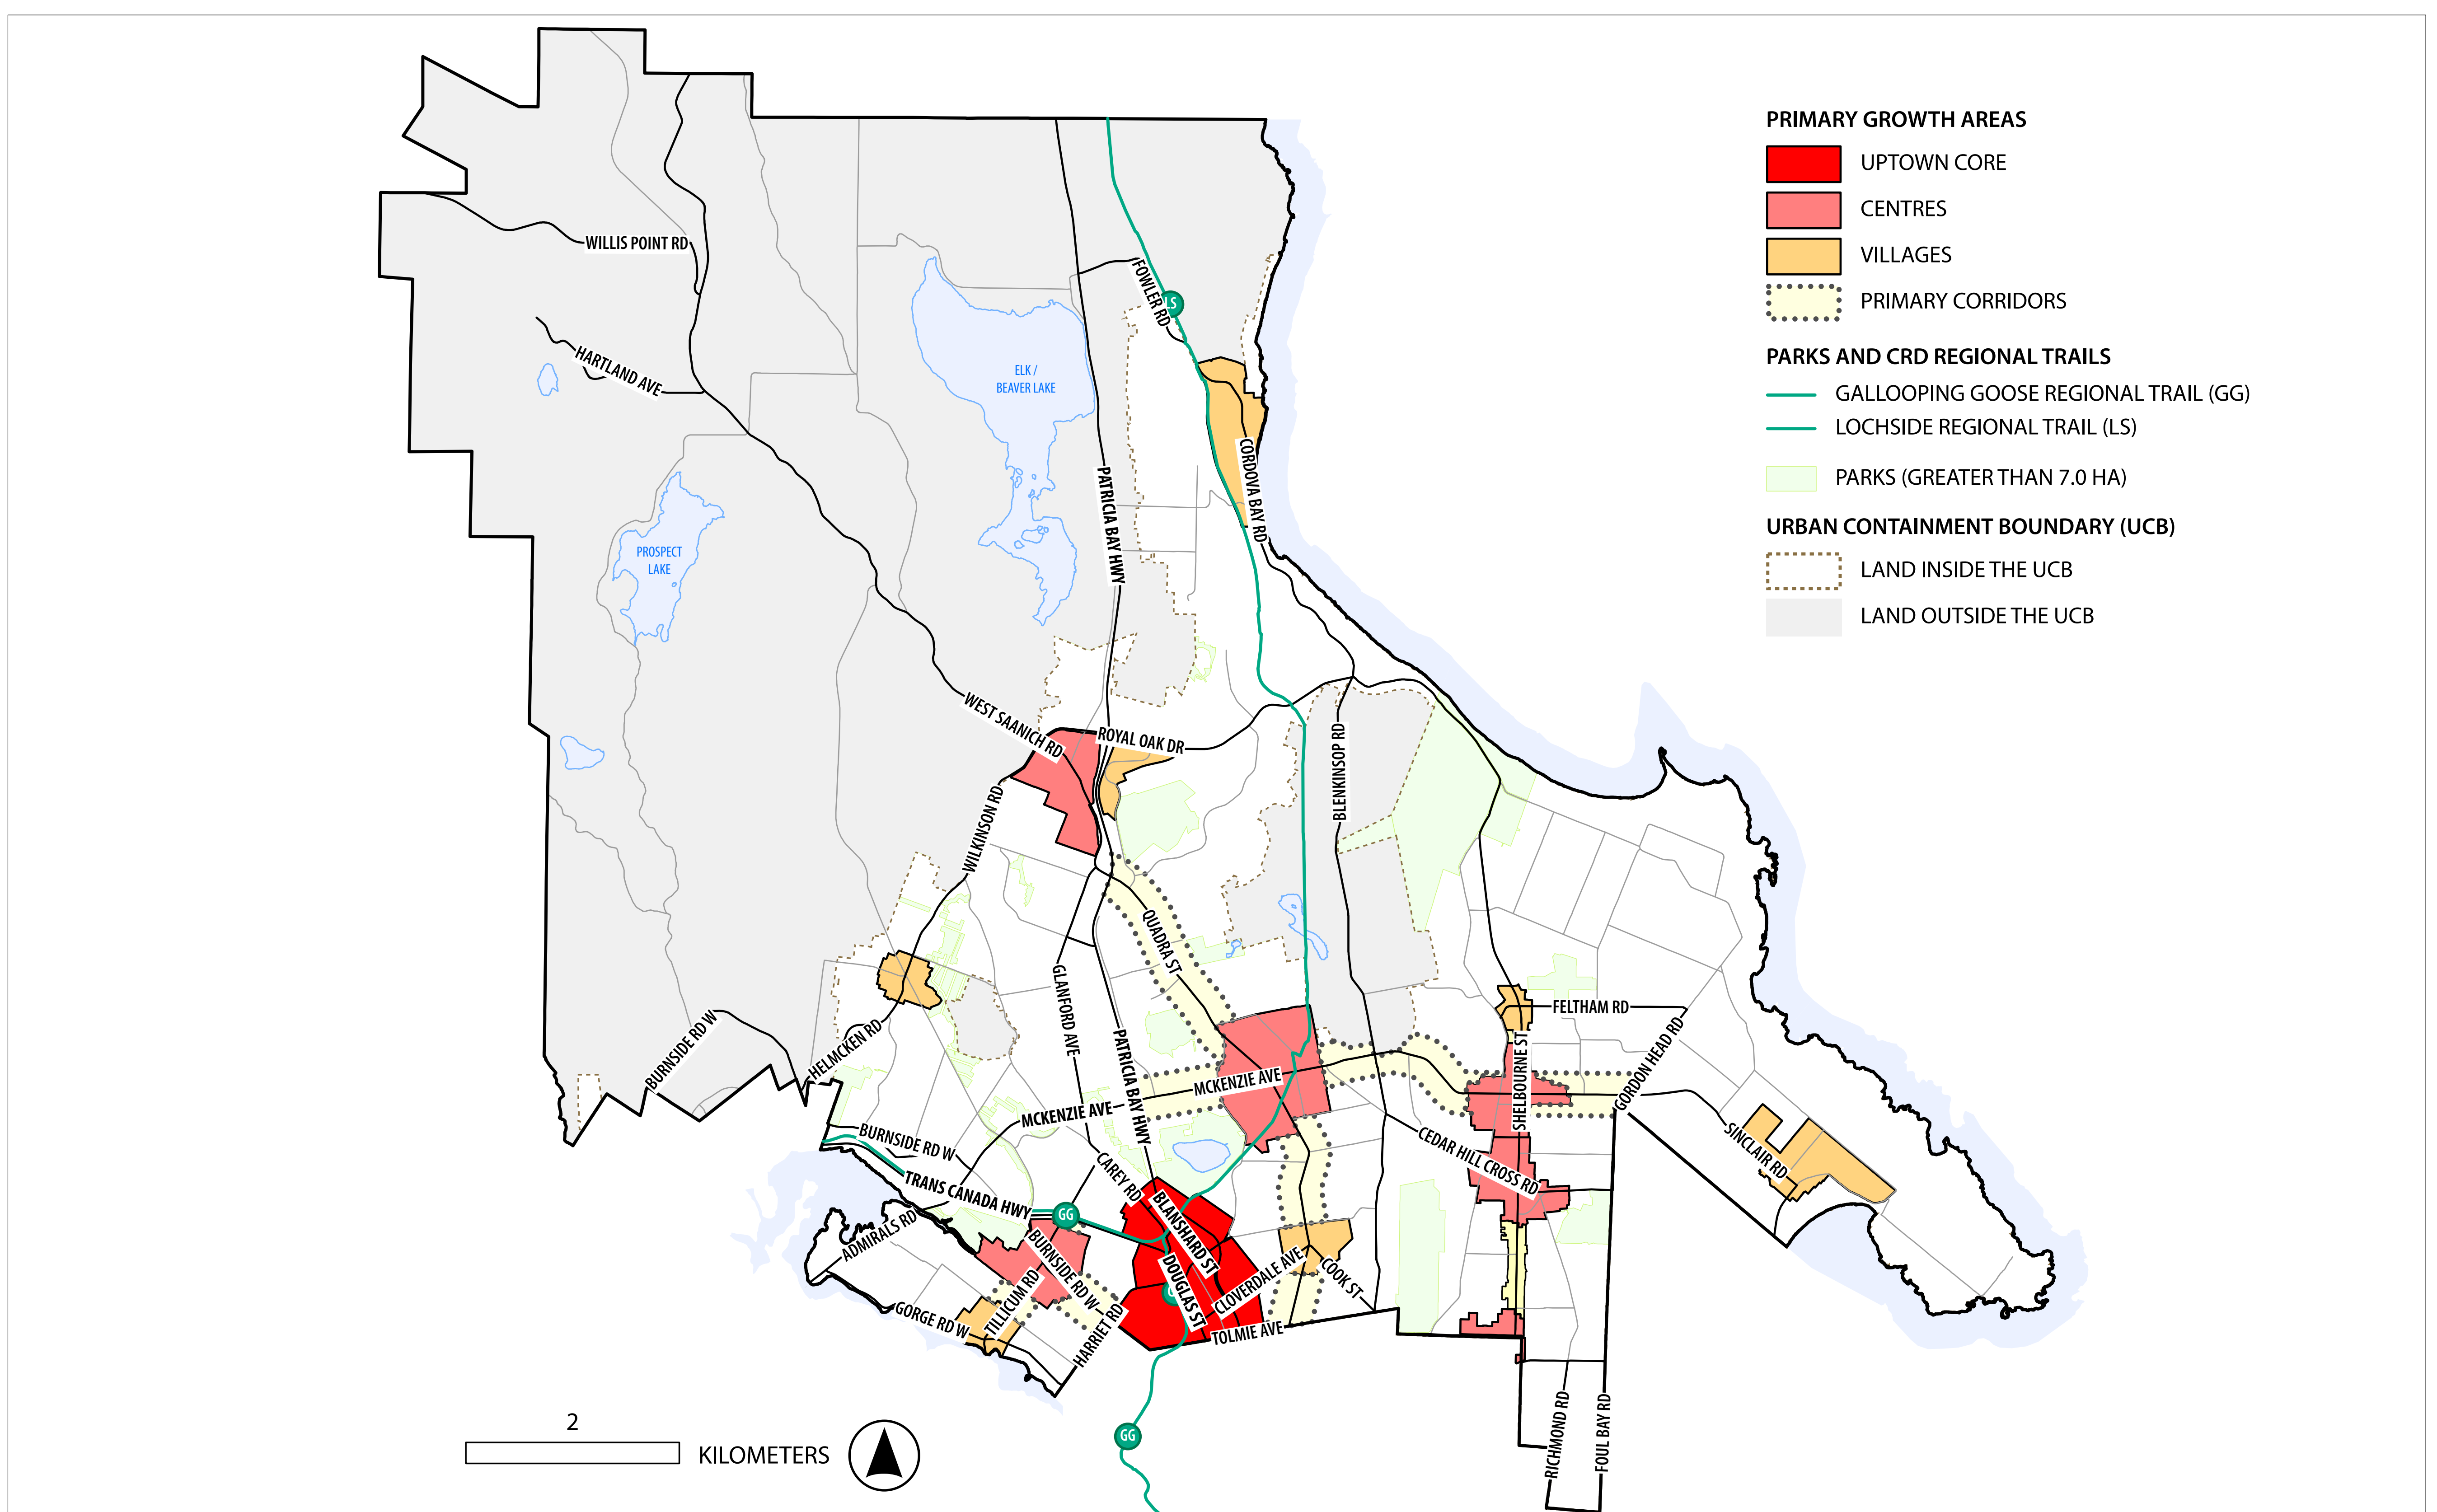 PRIMARY GROWTH AREAS
UPTOWN CORE
CENTRES
VILLAGES
PRIMARY CORRIDORS
PARKS AND CRD REGIONAL TRAILS
GALLOOPING GOOSE REGIONAL TRAIL (GG)
LOCHSIDE REGIONAL TRAIL (LS)
PARKS (GREATER THAN 7.0 HA)
URBAN CONTAINMENT BOUNDARY (UCB)
LAND INSIDE THE UCB
LAND OUTSIDE THE UCB
WILLIS POINT RD
FOWLER RD
LS
HARTLAND AVE
ELK /
BEAVER LAKE
CORDOVA BAY RD
PATRICIA BAY HWY
PROSPECT
LAKE
WEST SAANICH RD
ROYAL OAK DR
BLENKINSOP RD
WILKINSON RD
QUADRA ST
GLANFORD AVE
FELTHAM RD
BURNSIDE RD W
HELMCKEN RD
PATRICIA BAY HWY
SHELBOURNE ST
GORDON HEAD RD
MCKENZIE AVE
MCKENZIE AVE
BURNSIDE RD W
CEDAR HILL CROSS RD
SINCLAIR RD
CAREY RD
TRANS CANADA HWY
GG
BLANSHARD ST
ADMIRALS RD
BURNSIDE RD W
DOUGLAS ST
CLOVERDALE AVE
COOK ST
TILLICUM RD
GORGE RD W
HARRIET RD
TOLMIE AVE
RICHMOND RD
FOUL BAY RD
GG
2
KILOMETERS